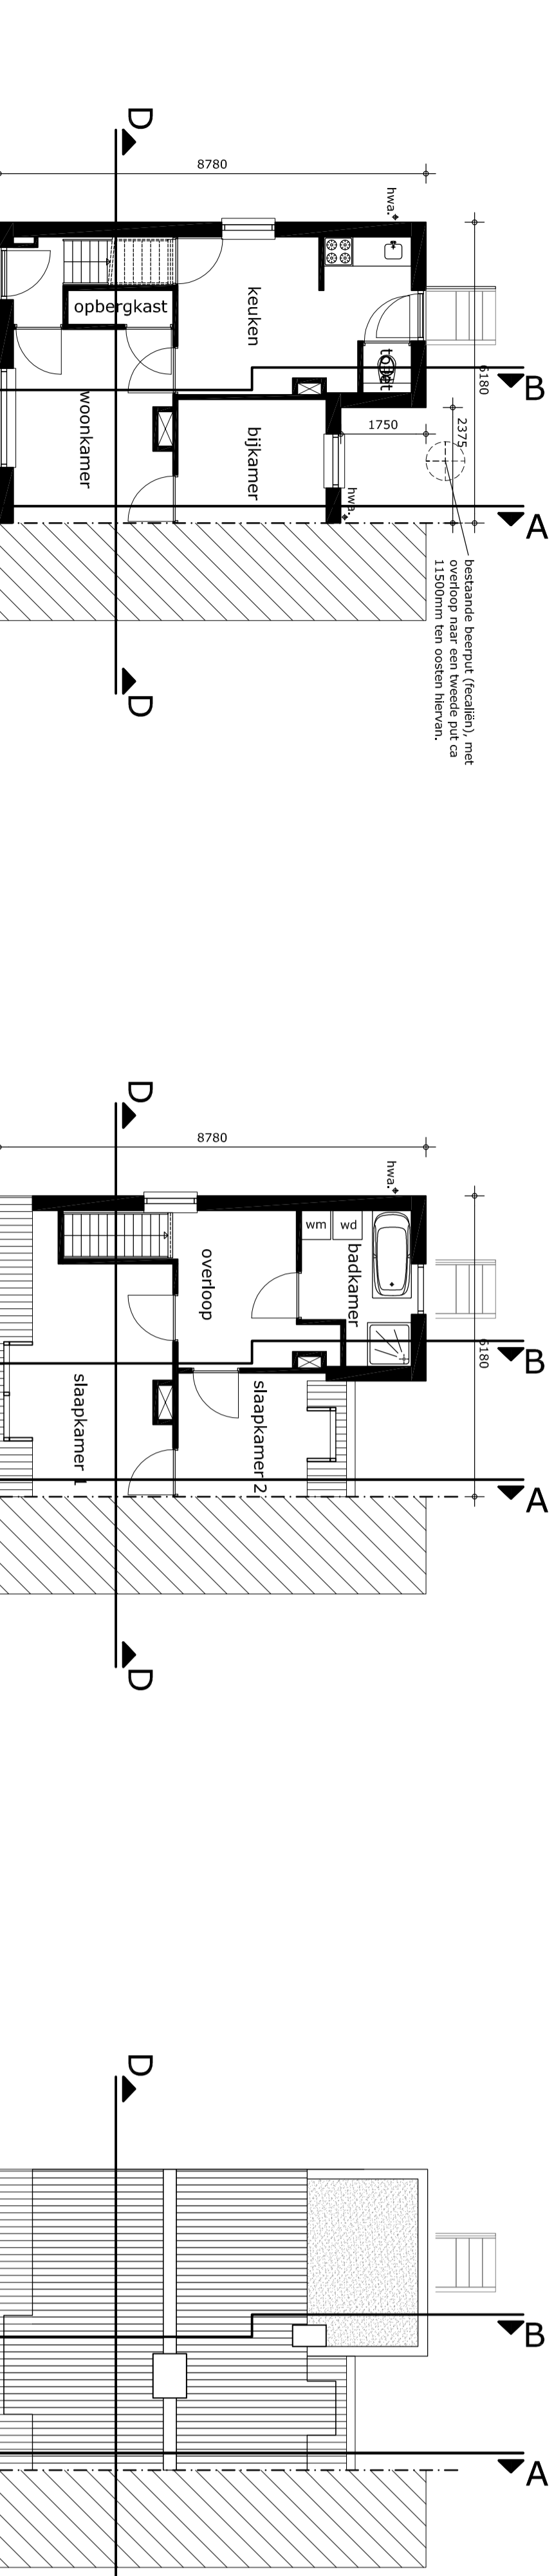 D
8780
hwa.
opbergkast
keuken
toilet
6180
B
woonkamer
bijkamer
1750
2375
hwa.
A
bestaande beerput (fecaliën), met
overloop naar een tweede put ca
11500mm ten oosten hiervan.
D
D
8780
hwa.
wm
wd
overloop
badkamer
6180
B
slaapkamer 1
slaapkamer 2
A
D
D
B
A